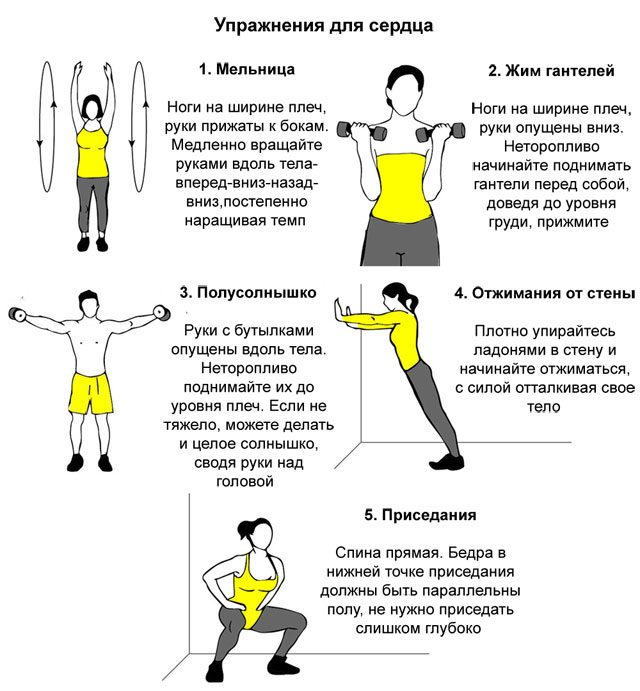 Упражнения для сердца
1. Мельница
Ноги на ширине плеч,
руки прижаты к бокам.
Медленно вращайте
руками вдоль тела-
вперед-вниз-назад-
вниз,постепенно
наращивая темп
2. Жим гантелей
Ноги на ширине плеч,
руки опущены вниз.
Неторопливо
начинайте поднимать
гантели перед собой,
доведя до уровня
груди, прижмите
3. Полусолнышко
Руки с бутылками
опущены вдоль тела.
Неторопливо
поднимайте их до
уровня плеч. Если не
тяжело, можете делать
и целое солнышко,
сводя руки над
головой
4. Отжимания от стены
Плотно упирайтесь
ладонями в стену и
начинайте отжиматься,
с силой отталкивая свое
тело
5. Приседания
Спина прямая. Бедра в
нижней точке приседания
должны быть параллельны
полу, не нужно приседать
слишком глубоко